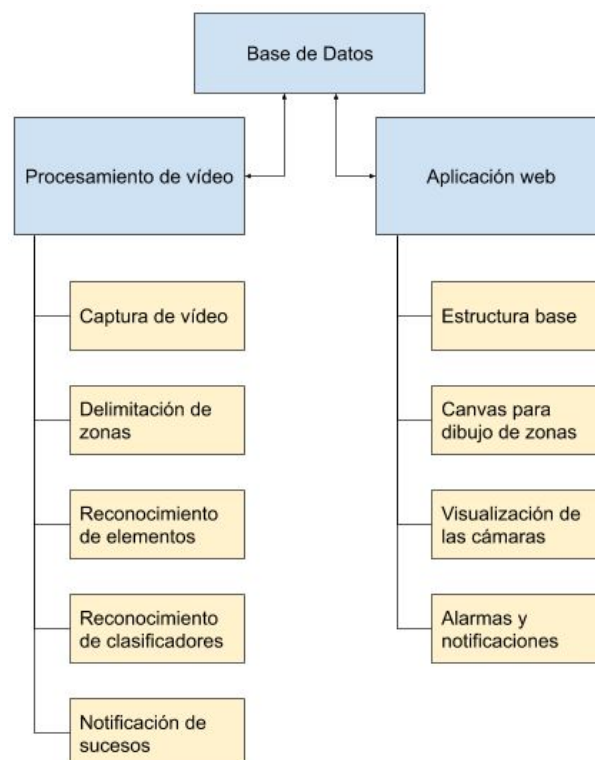 Base de Datos
Procesamiento de vídeo
Aplicación web
Captura de vídeo
Delimitación de
zonas
Reconocimiento
de elementos
Reconocimiento
de clasificadores
Notificación de
sucesos
Estructura base
Canvas para
dibujo de zonas
Visualización de
las cámaras
Alarmas y
notificaciones